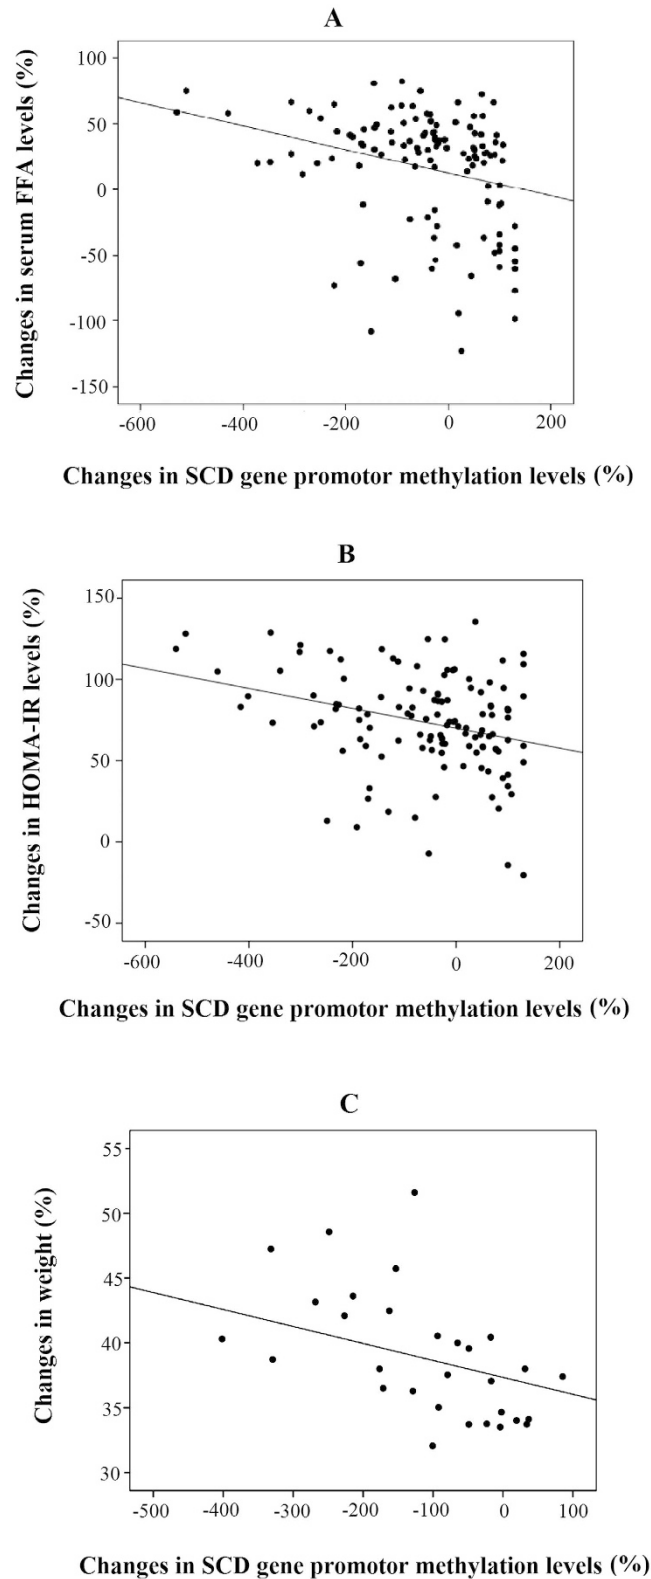 A
Changes in serum FFA levels (%)
100
50
0
-50
-100
-150
-600 -400 -200 0 200
Changes in SCD gene promotor methylation levels (%)
B
Changes in HOMA-IR levels (%)
150
100
50
0
-50
-600 -400 -200 0 200
Changes in SCD gene promotor methylation levels (%)
C
Changes in weight (%)
55
50
45
40
35
30
-500 -400 -300 -200 -100 0 100
Changes in SCD gene promotor methylation levels (%)